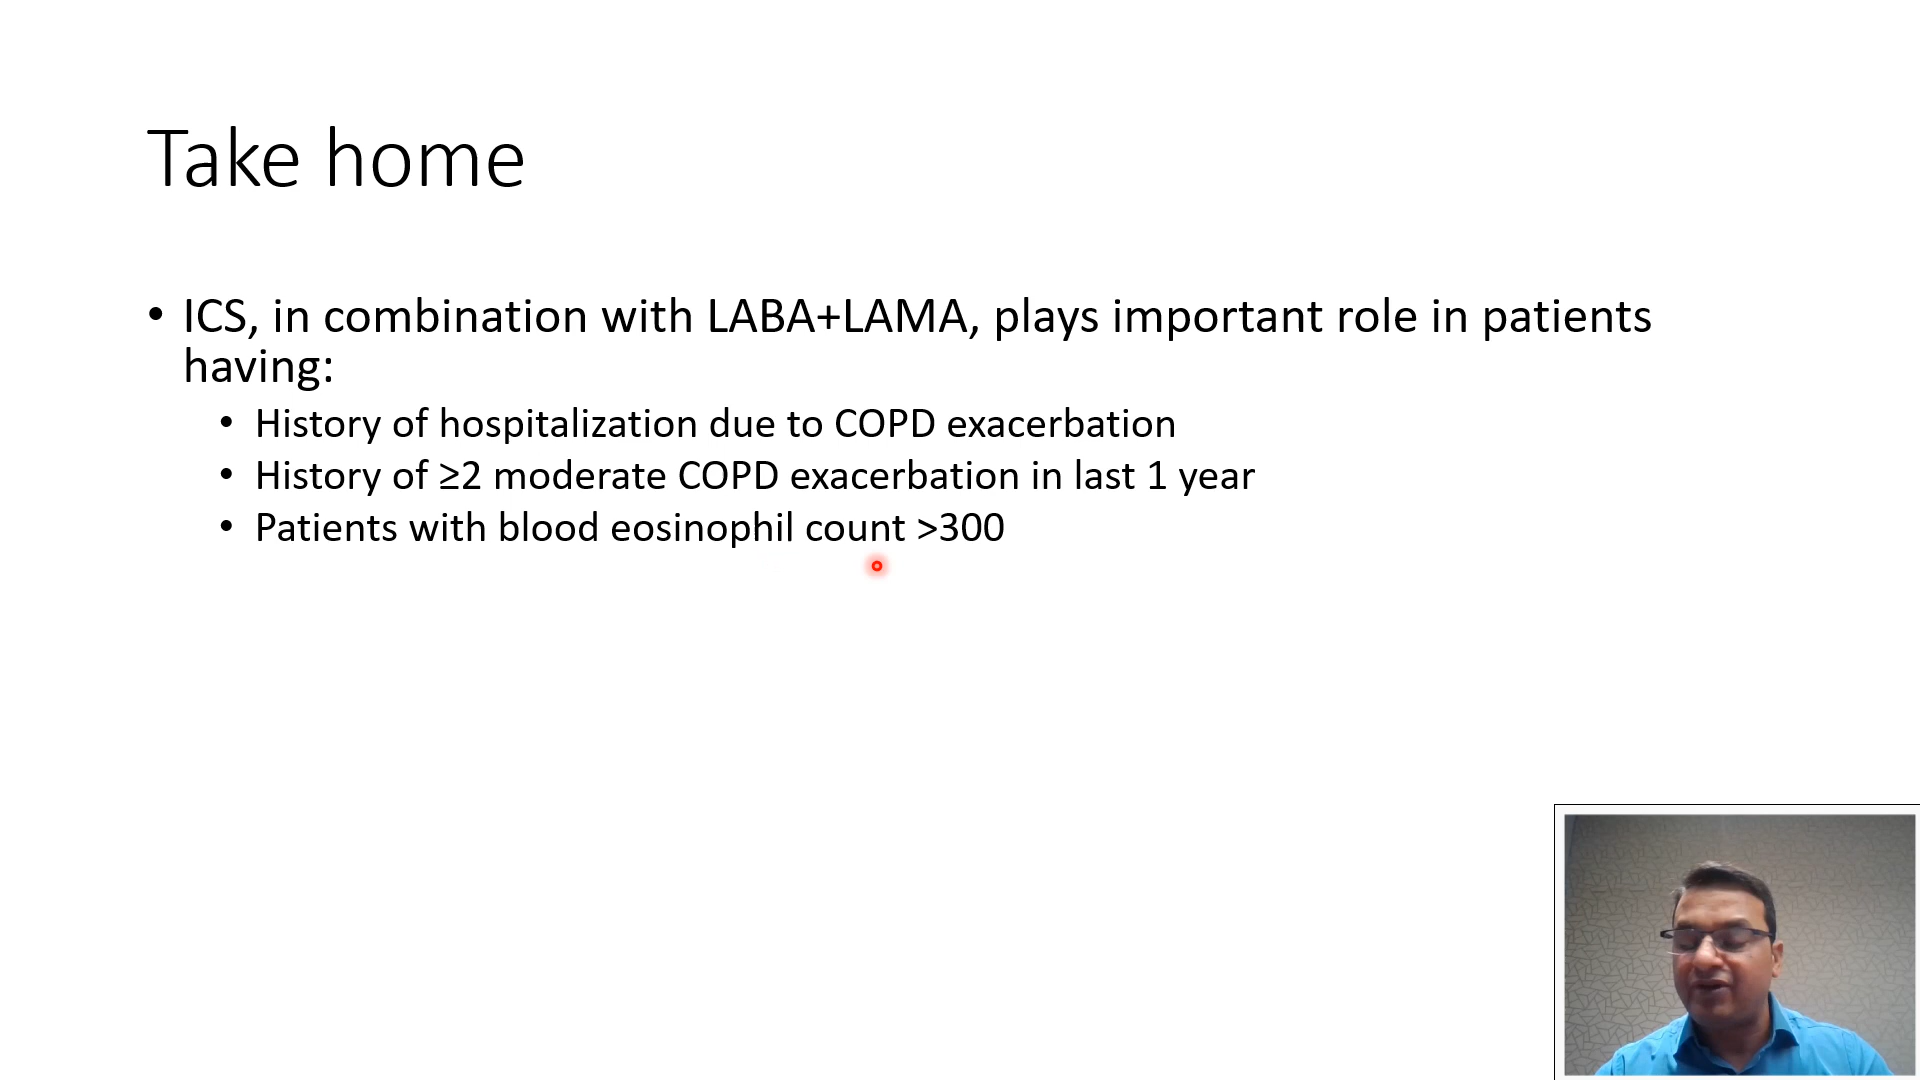 Take home
• ICS, in combination with LABA+LAMA, plays important role in patients
having:
• History of hospitalization due to COPD exacerbation
• History of ≥2 moderate COPD exacerbation in last 1 year
• Patients with blood eosinophil count >300